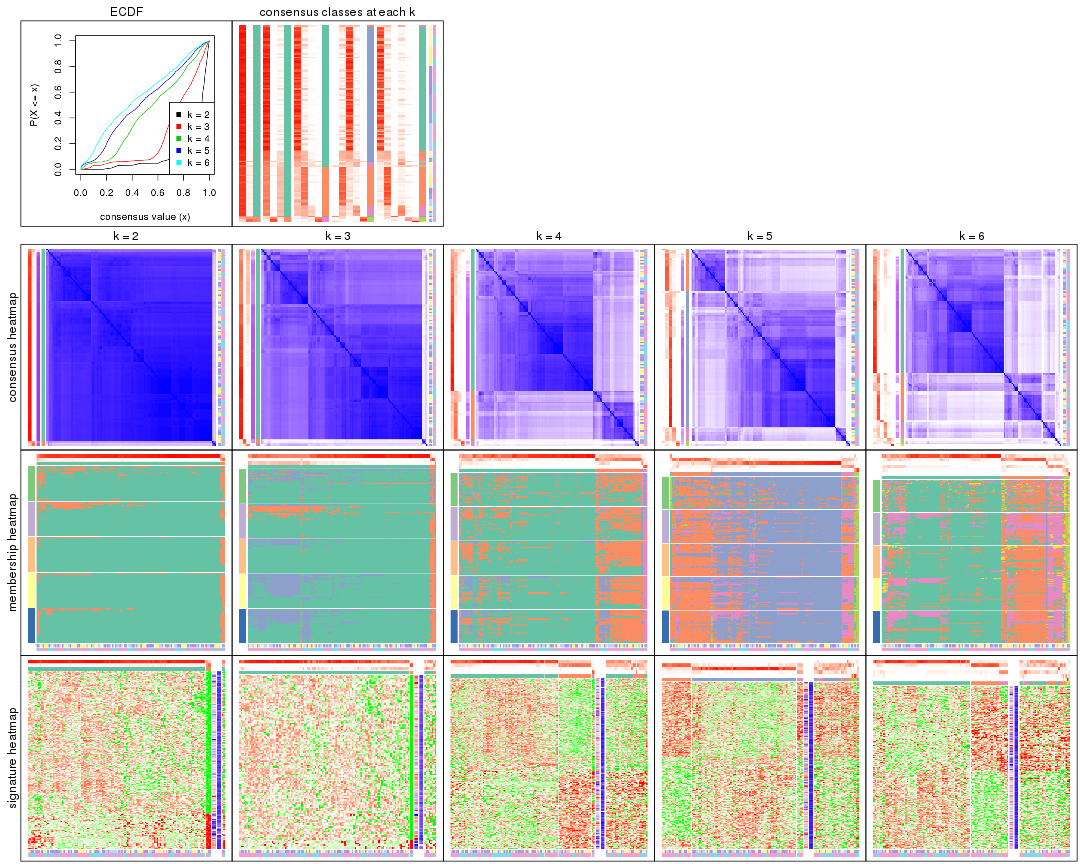 ECDF
consensus classes at each k
P(X <= x)
0.0 0.2 0.4 0.6 0.8 1.0
k = 2
k = 3
k = 4
k = 5
k = 6
0.0 0.2 0.4 0.6 0.8 1.0
consensus value (x)
k = 2 k = 3 k = 4 k = 5 k = 6
consensus heatmap
membership heatmap
signature heatmap